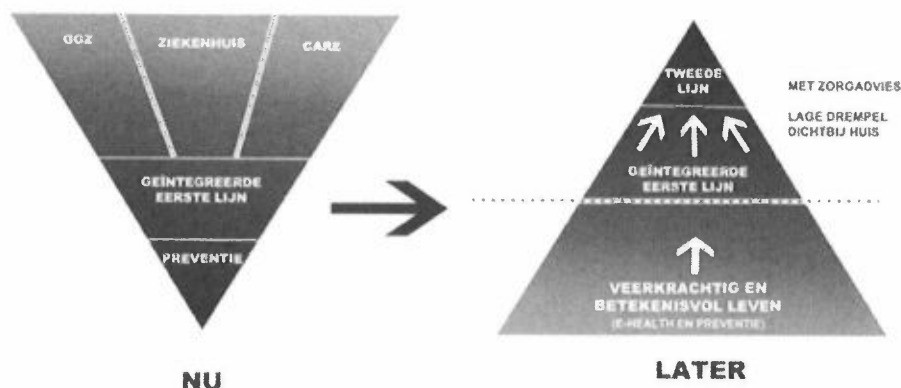 GGZ
ZIEKENHUIS
CARE
GEÏNTEGREERDE
EERSTE LIJN
PREVENTIE
NU
TWEEDE
LIJN
MET ZORGADVIES
LAGE DREMPEL
DICHTBIJ HUIS
GEÏNTEGREERDE
EERSTE LIJN
VEERKRACHTIG EN
BETEKENISVOL LEVEN
(E-HEALTH EN PREVENTIE)
LATER